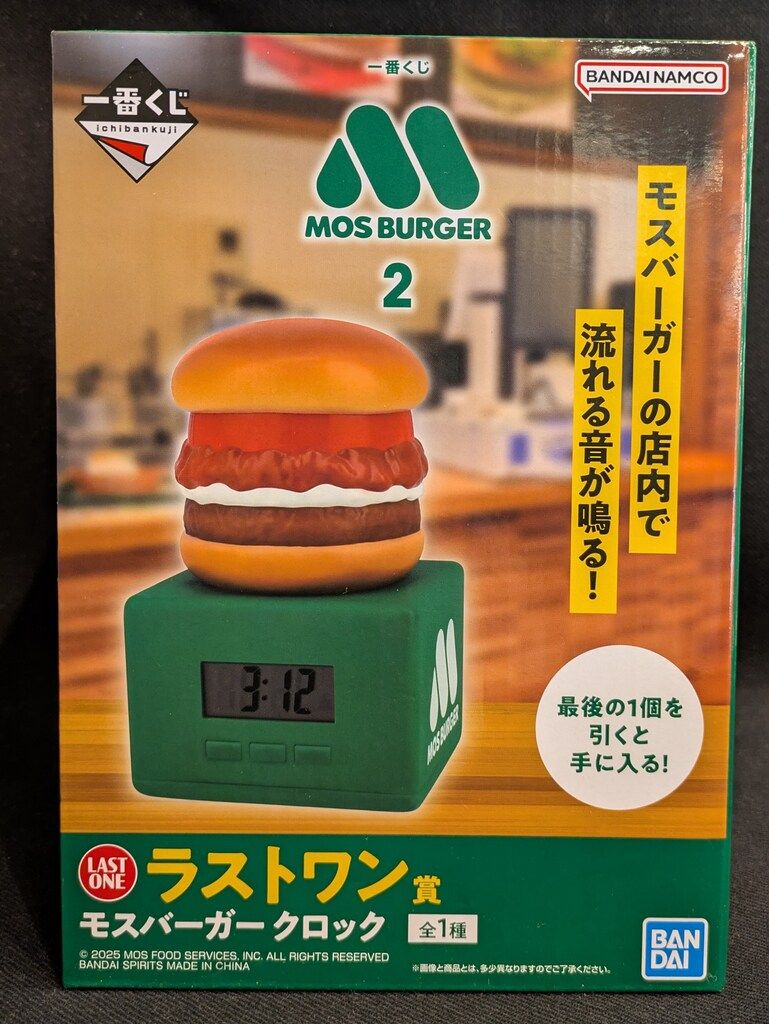 一番くじ
ichibankuji
一番くじ
MOS BURGER
2
BANDAI NAMCO
モスバーガーの店内で
流れる音が鳴る!
3:12
MOS BURGER
最後の1個を
引くと
手に入る!
LAST
ONE
ラストワン賞
モスバーガー クロック 全1種
© 2025 MOS FOOD SERVICES, INC. ALL RIGHTS RESERVED
BANDAI SPIRITS MADE IN CHINA
※画像と商品とは、多少異なりますのでご了承ください。
BAN
DAI